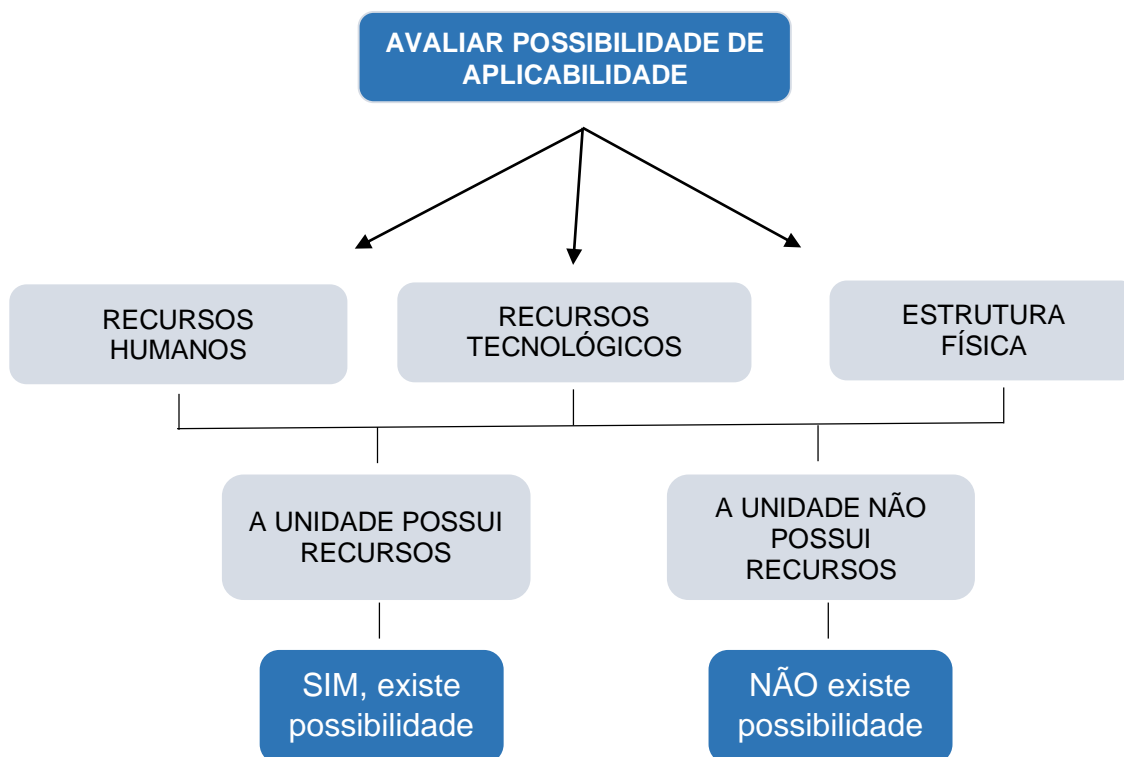 AVALIAR POSSIBILIDADE DE
APLICABILIDADE
RECURSOS
HUMANOS
RECURSOS
TECNOLÓGICOS
ESTRUTURA
FÍSICA
A UNIDADE POSSUI
RECURSOS
A UNIDADE NÃO
POSSUI
RECURSOS
SIM, existe
possibilidade
NÃO existe
possibilidade